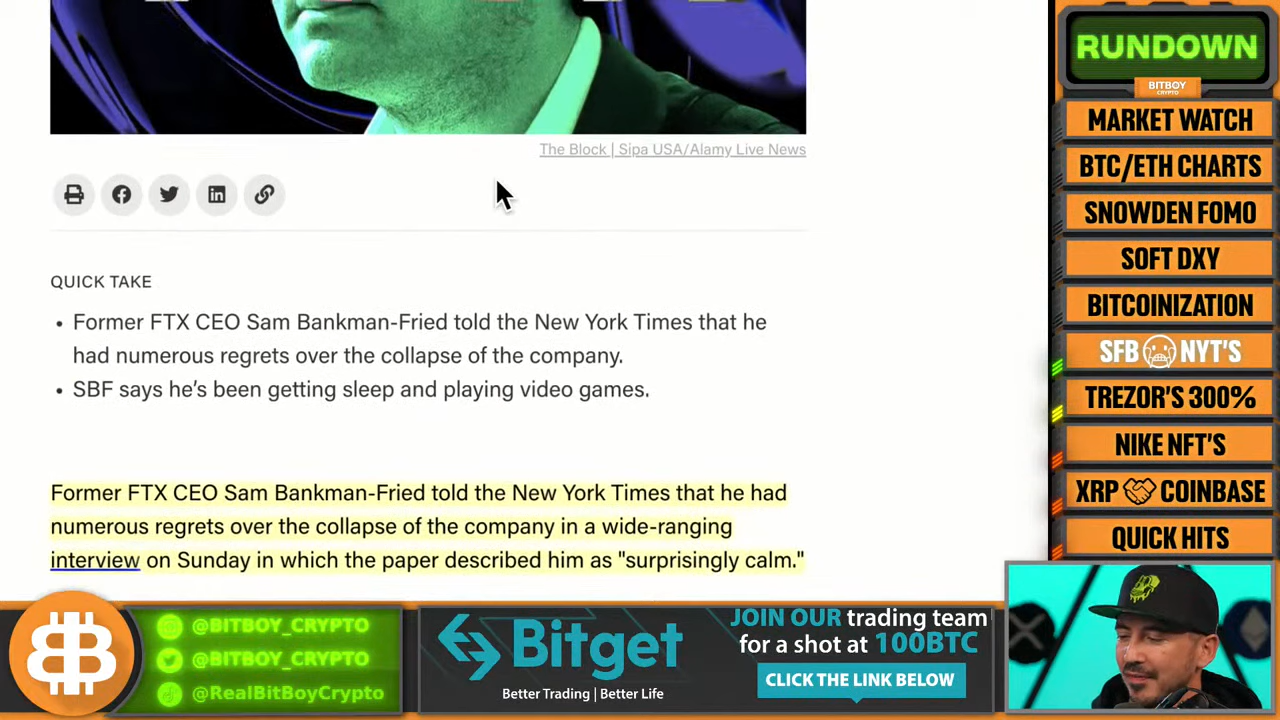 The Block | Sipa USA/Alamy Live News
QUICK TAKE
• Former FTX CEO Sam Bankman-Fried told the New York Times that he
had numerous regrets over the collapse of the company.
• SBF says he’s been getting sleep and playing video games.
Former FTX CEO Sam Bankman-Fried told the New York Times that he had
numerous regrets over the collapse of the company in a wide-ranging
interview on Sunday in which the paper described him as "surprisingly calm."
RUNDOWN
BITBOY
CRYPTO
MARKET WATCH
BTC/ETH CHARTS
SNOWDEN FOMO
SOFT DXY
BITCOINIZATION
SFB NYT'S
TREZOR'S 300%
NIKE NFT'S
XRP COINBASE
QUICK HITS
@BITBOY_CRYPTO
@BITBOY_CRYPTO
@RealBitBoyCrypto
Bitget
Better Trading | Better Life
JOIN OUR trading team
for a shot at 100BTC
CLICK THE LINK BELOW